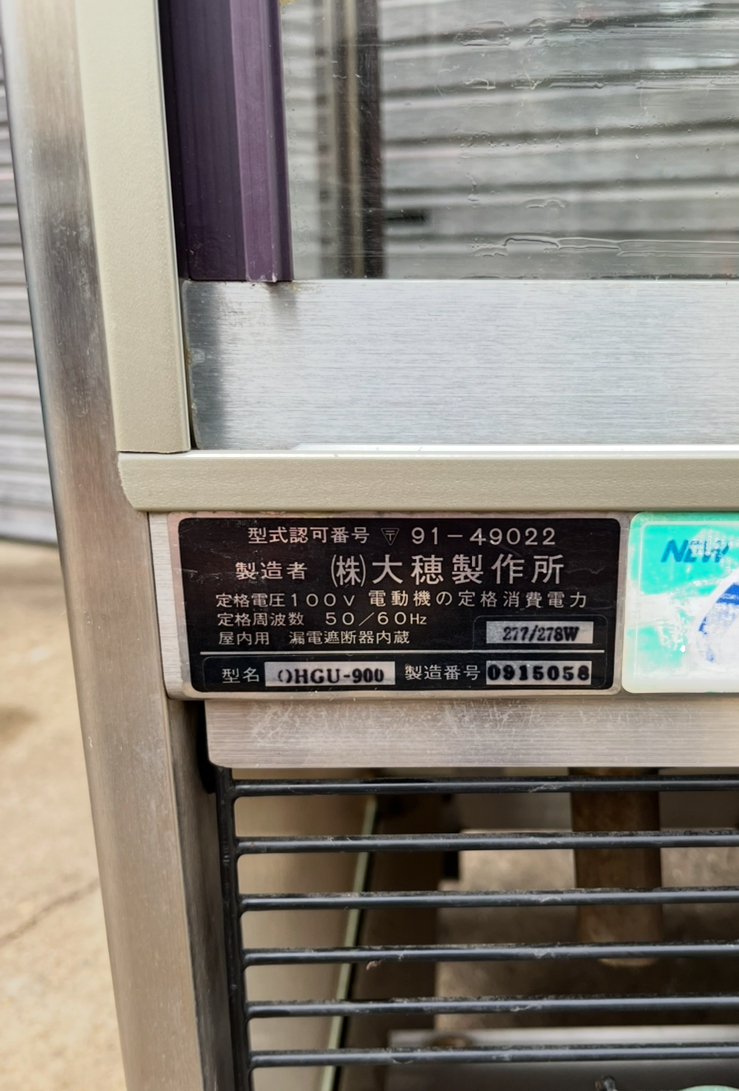 型式認可番号 〒 91-49022
製造者 (株)大穂製作所
定格電圧100V 電動機の定格消費電力
定格周波数 50/60Hz
277/278W
屋内用 漏電遮断器内蔵
型名 OHGU-900 製造番号 0915058
NEW